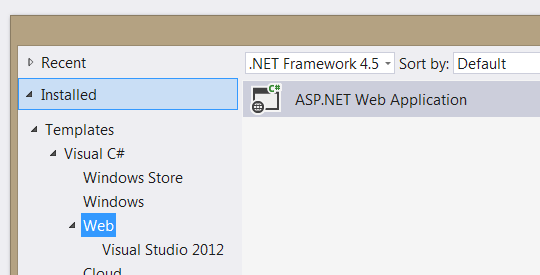 Recent
.NET Framework 4.5 Sort by: Default
Installed
C#
ASP.NET Web Application
Templates
Visual C#
Windows Store
Windows
Web
Visual Studio 2012
Cloud